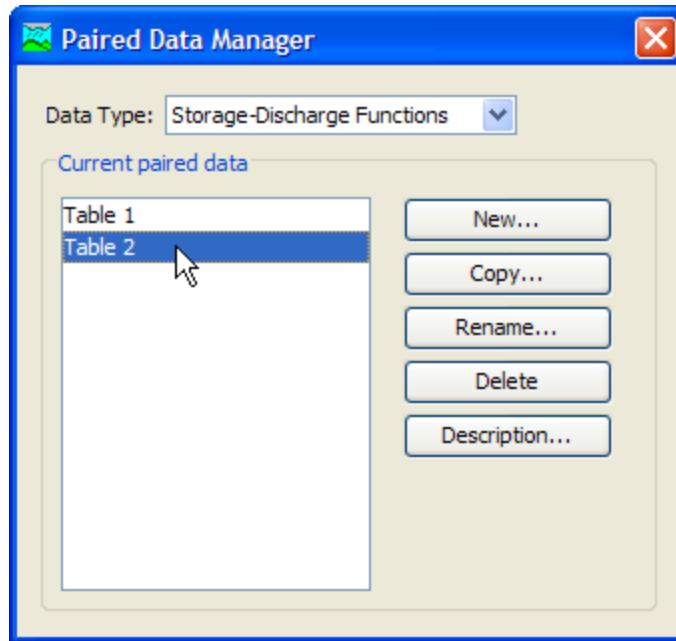 Paired Data Manager
Data Type: Storage-Discharge Functions
Current paired data
Table 1
Table 2
New...
Copy...
Rename...
Delete
Description...